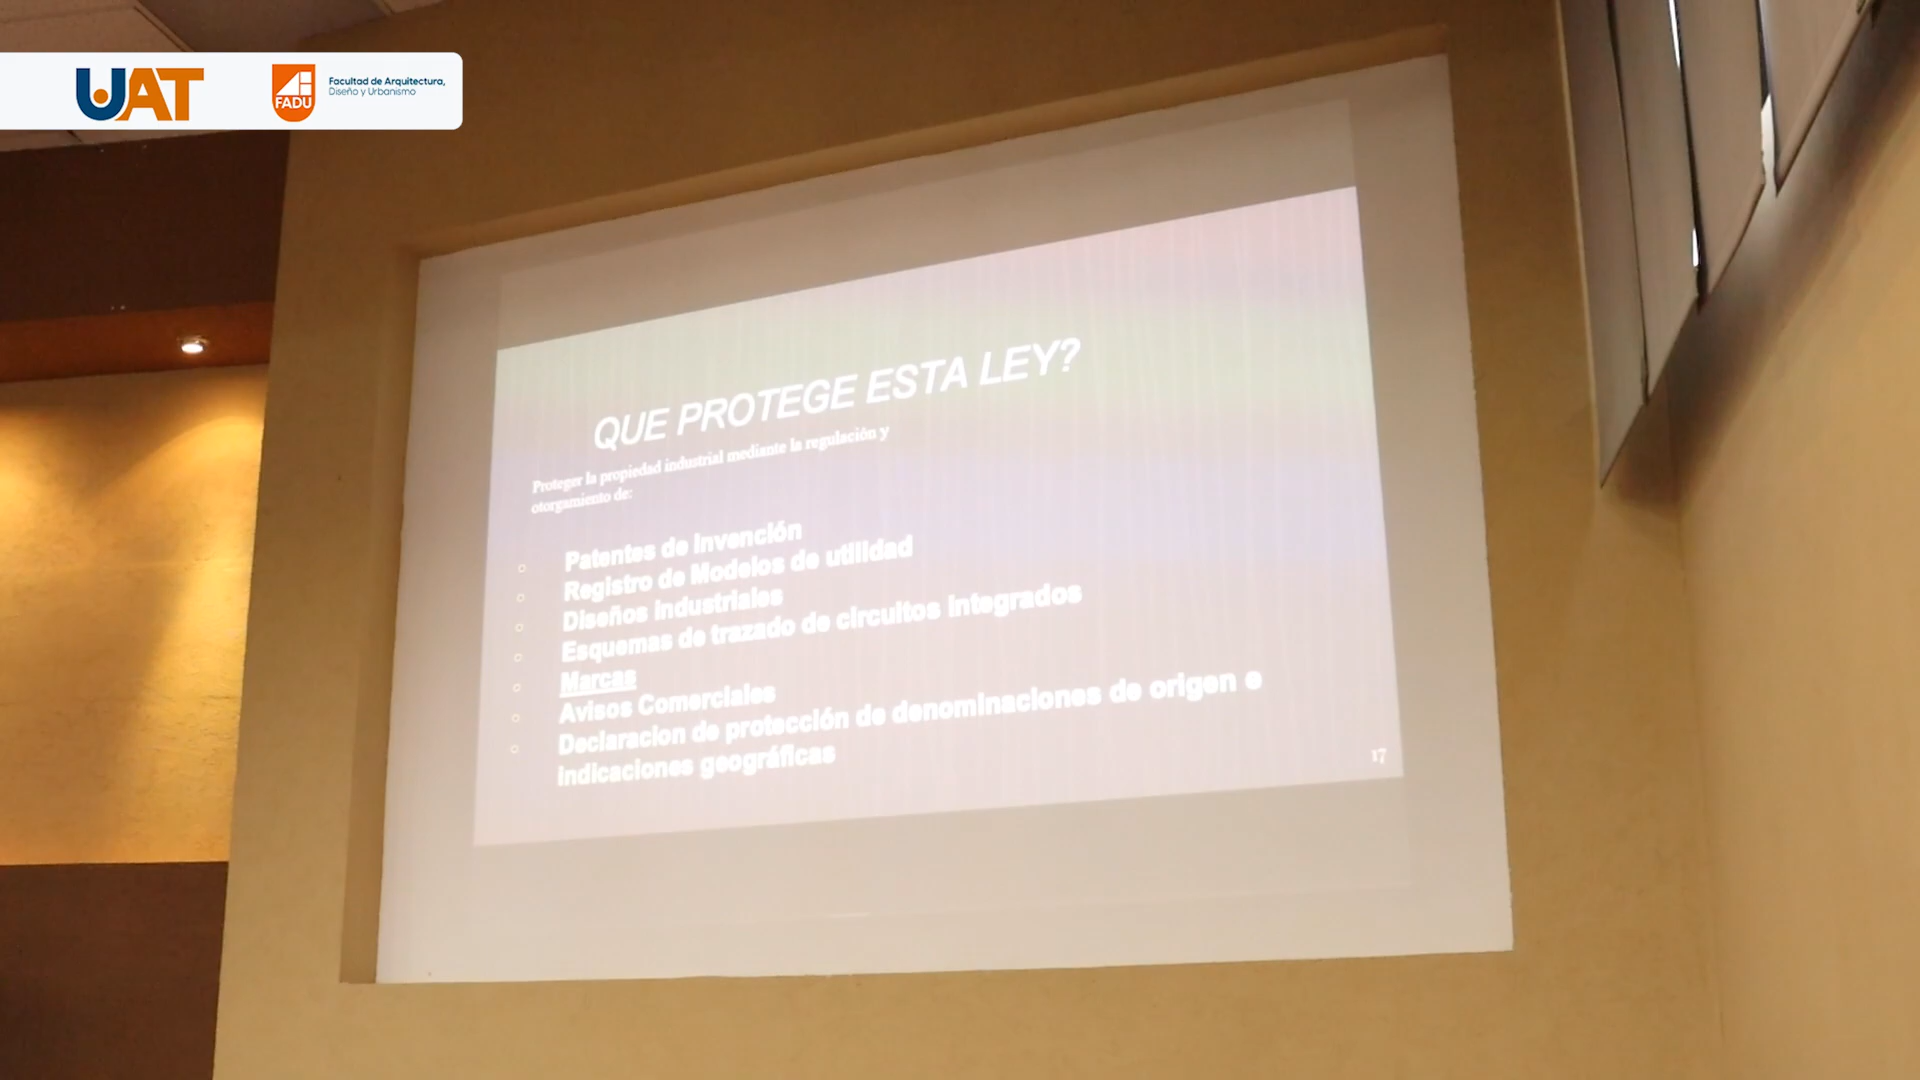 UAT
FADU
Facultad de Arquitectura,
Diseño y Urbanismo
QUE PROTEGE ESTA LEY?
Proteger la propiedad industrial mediante la regulación y
otorgamiento de:
Patentes de invención
Registro de Modelos de utilidad
Diseños industriales
Esquemas de trazado de circuitos integrados
Marcas
Avisos Comerciales
Declaracion de protección de denominaciones de origen e
indicaciones geográficas
17